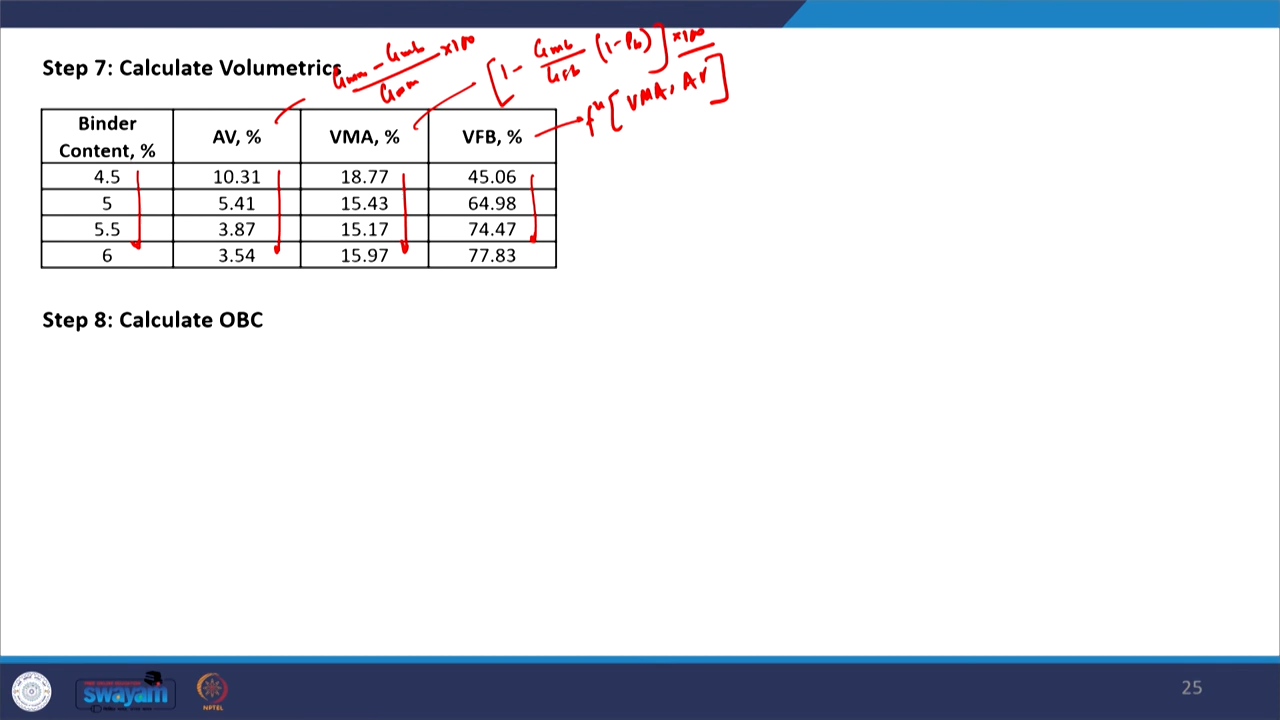 Step 7: Calculate Volumetrics
Gmm - Gmb / Gmm ×100
[1 - Gmb / Gsb (1-Pb)] ×100
Binder Content, % AV, % VMA, % VFB, %
fn [VMA, AV]
4.5 10.31 18.77 45.06
5 5.41 15.43 64.98
5.5 3.87 15.17 74.47
6 3.54 15.97 77.83
Step 8: Calculate OBC
swayam
NPTEL
25